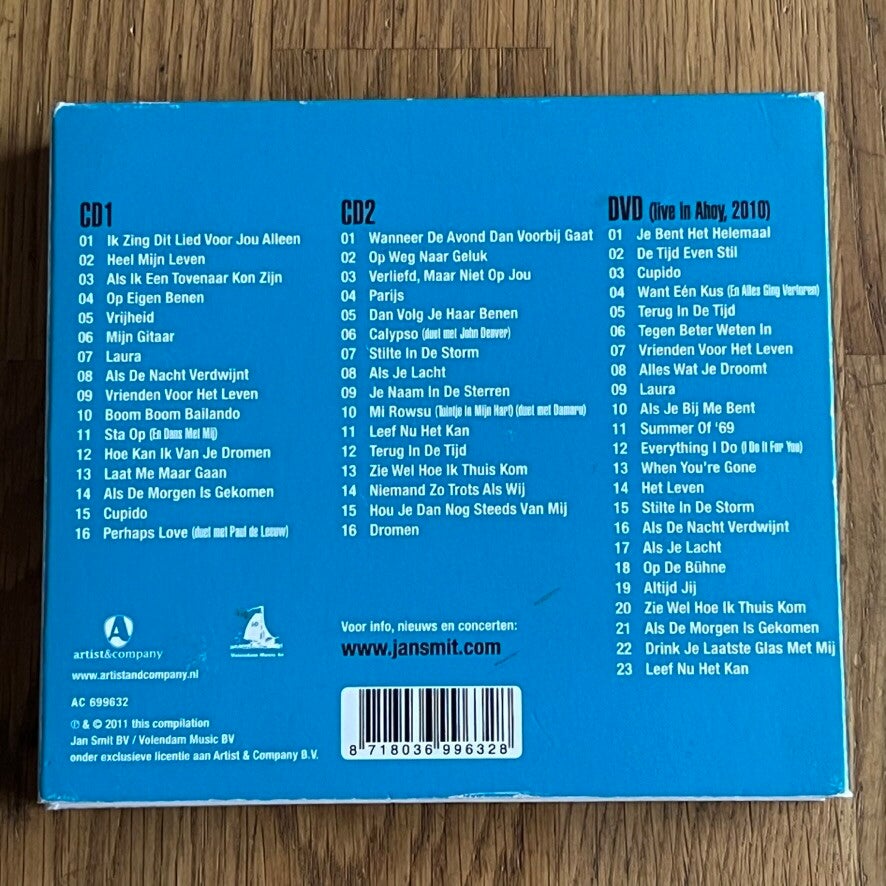 CD1
01 Ik Zing Dit Lied Voor Jou Alleen
02 Heel Mijn Leven
03 Als Ik Een Tovenaar Kon Zijn
04 Op Eigen Benen
05 Vrijheid
06 Mijn Gitaar
07 Laura
08 Als De Nacht Verdwijnt
09 Vrienden Voor Het Leven
10 Boom Boom Bailando
11 Sta Op (En Dans Met Mij)
12 Hoe Kan Ik Van Je Dromen
13 Laat Me Maar Gaan
14 Als De Morgen Is Gekomen
15 Cupido
16 Perhaps Love (duet met Paul de Leeuw)
CD2
01 Wanneer De Avond Dan Voorbij Gaat
02 Op Weg Naar Geluk
03 Verliefd, Maar Niet Op Jou
04 Parijs
05 Dan Volg Je Haar Benen
06 Calypso (duet met John Denver)
07 Stilte In De Storm
08 Als Je Lacht
09 Je Naam In De Sterren
10 Mi Rowsu (Tuintje in Mijn Hart) (duet met Damaru)
11 Leef Nu Het Kan
12 Terug In De Tijd
13 Zie Wel Hoe Ik Thuis Kom
14 Niemand Zo Trots Als Wij
15 Hou Je Dan Nog Steeds Van Mij
16 Dromen
DVD (live in Ahoy, 2010)
01 Je Bent Het Helemaal
02 De Tijd Even Stil
03 Cupido
04 Want Eén Kus (En Alles Ging Verloren)
05 Terug In De Tijd
06 Tegen Beter Weten In
07 Vrienden Voor Het Leven
08 Alles Wat Je Droomt
09 Laura
10 Als Je Bij Me Bent
11 Summer Of '69
12 Everything I Do (I Do It For You)
13 When You're Gone
14 Het Leven
15 Stilte In De Storm
16 Als De Nacht Verdwijnt
17 Als Je Lacht
18 Op De Bühne
19 Altijd Jij
20 Zie Wel Hoe Ik Thuis Kom
21 Als De Morgen Is Gekomen
22 Drink Je Laatste Glas Met Mij
23 Leef Nu Het Kan
A
artist&company
Volendam Music BV
www.artistandcompany.nl
AC 699632
℗ & © 2011 this compilation
Jan Smit BV / Volendam Music BV
onder exclusieve licentie aan Artist & Company B.V.
Voor info, nieuws en concerten:
www.jansmit.com
8 718036 996328